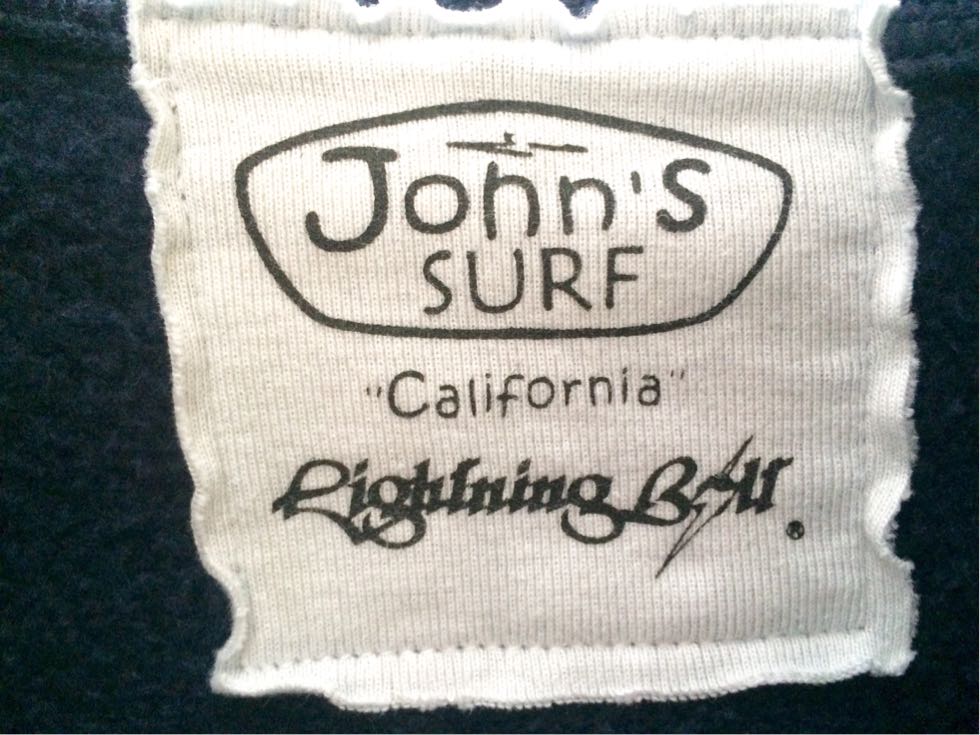 John's
SURF
"California"
Lightning Bolt